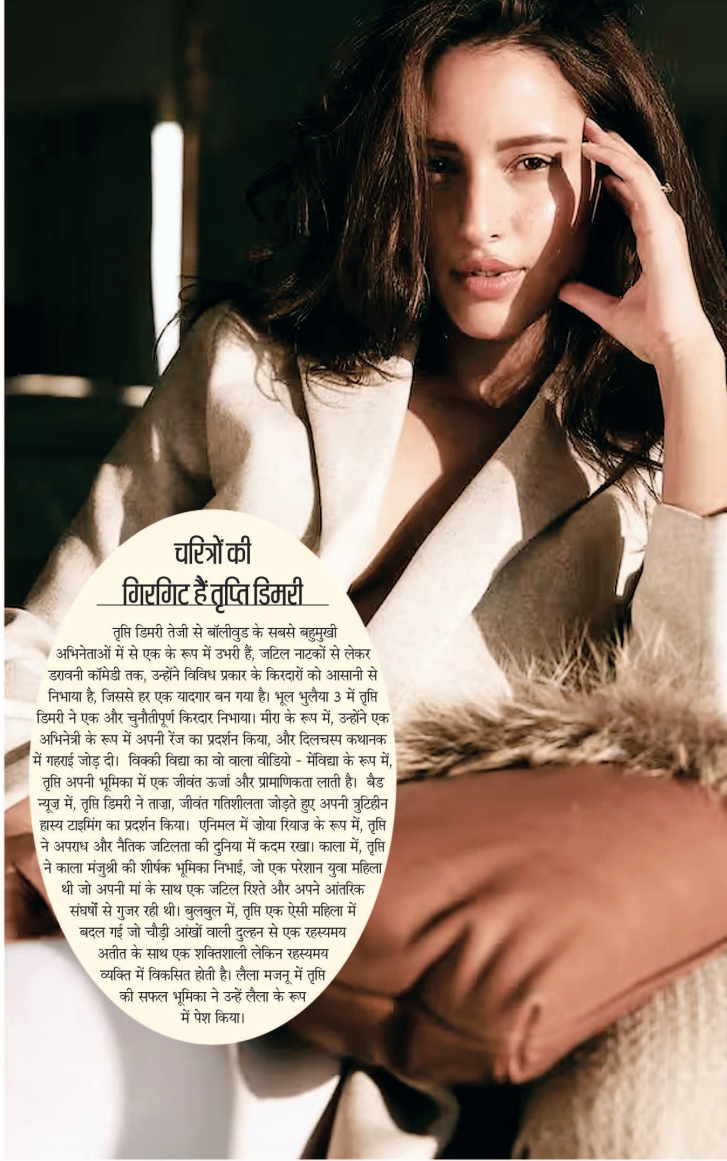 चरित्रों की
गिरगिट हैं तृप्ति डिमरी
तृप्ति डिमरी तेजी से बॉलीवुड के सबसे बहुमुखी
अभिनेताओं में से एक के रूप में उभरी हैं, जटिल नाटकों से लेकर
डरावनी कॉमेडी तक, उन्होंने विविध प्रकार के किरदारों को आसानी से
निभाया है, जिससे हर एक यादगार बन गया है। भूल भुलैया 3 में तृप्ति
डिमरी ने एक और चुनौतीपूर्ण किरदार निभाया। मीरा के रूप में, उन्होंने एक
अभिनेत्री के रूप में अपनी रेंज का प्रदर्शन किया, और दिलचस्प कथानक
में गहराई जोड़ दी। विक्की विद्या का वो वाला वीडियो - मेंविद्या के रूप में,
तृप्ति अपनी भूमिका में एक जीवंत ऊर्जा और प्रामाणिकता लाती है। बैड
न्यूज़ में, तृप्ति डिमरी ने ताज़ा, जीवंत गतिशीलता जोड़ते हुए अपनी त्रुटिहीन
हास्य टाइमिंग का प्रदर्शन किया। एनिमल में ज़ोया रियाज़ के रूप में, तृप्ति
ने अपराध और नैतिक जटिलता की दुनिया में कदम रखा। काला में, तृप्ति
ने काला मंजुश्री की शीर्षक भूमिका निभाई, जो एक परेशान युवा महिला
थी जो अपनी मां के साथ एक जटिल रिश्ते और अपने आंतरिक
संघर्षों से गुजर रही थी। बुलबुल में, तृप्ति एक ऐसी महिला में
बदल गई जो चौड़ी आंखों वाली दुल्हन से एक रहस्यमय
अतीत के साथ एक शक्तिशाली लेकिन रहस्यमय
व्यक्ति में विकसित होती है। लैला मजनू में तृप्ति
की सफल भूमिका ने उन्हें लैला के रूप
में पेश किया।